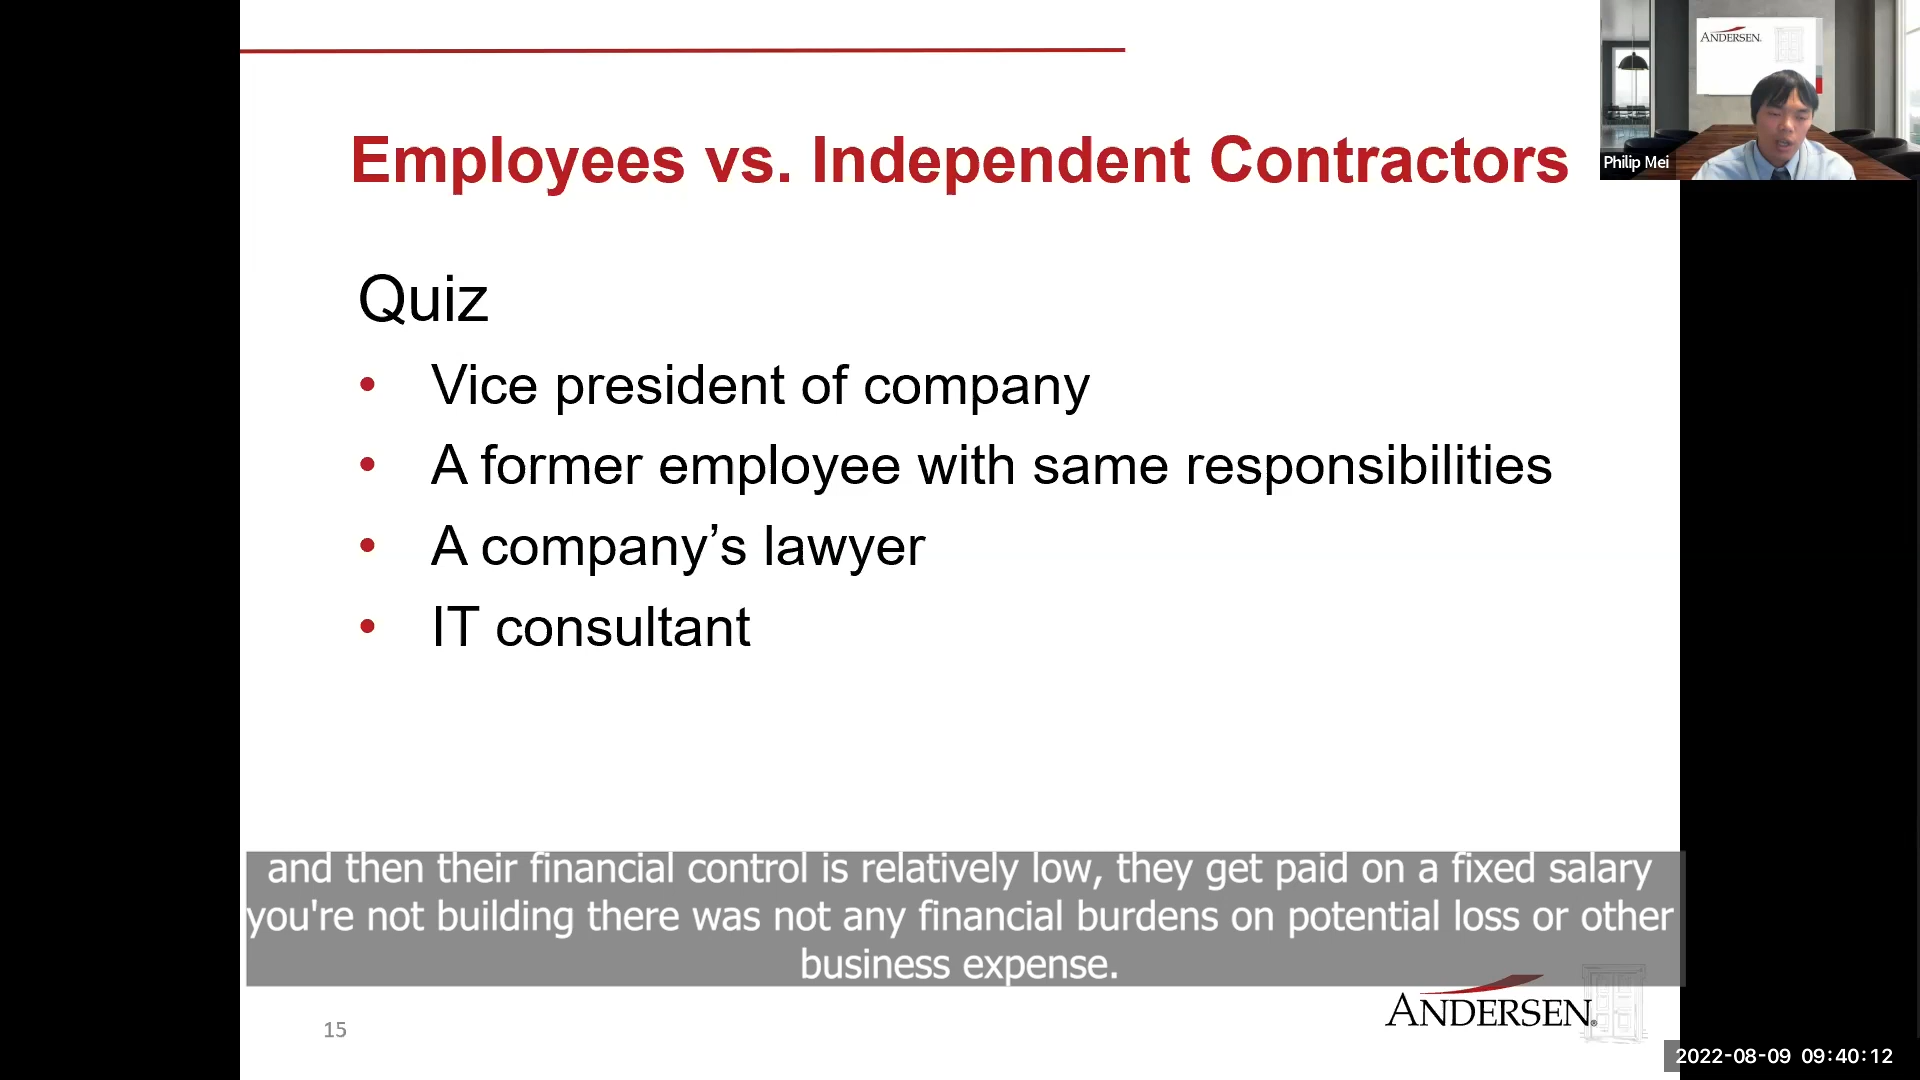 ANDERSEN.
Philip Mei
Employees vs. Independent Contractors
Quiz
• Vice president of company
• A former employee with same responsibilities
• A company’s lawyer
• IT consultant
and then their financial control is relatively low, they get paid on a fixed salary
you're not building there was not any financial burdens on potential loss or other
business expense.
ANDERSEN®
15
2022-08-09 09:40:12